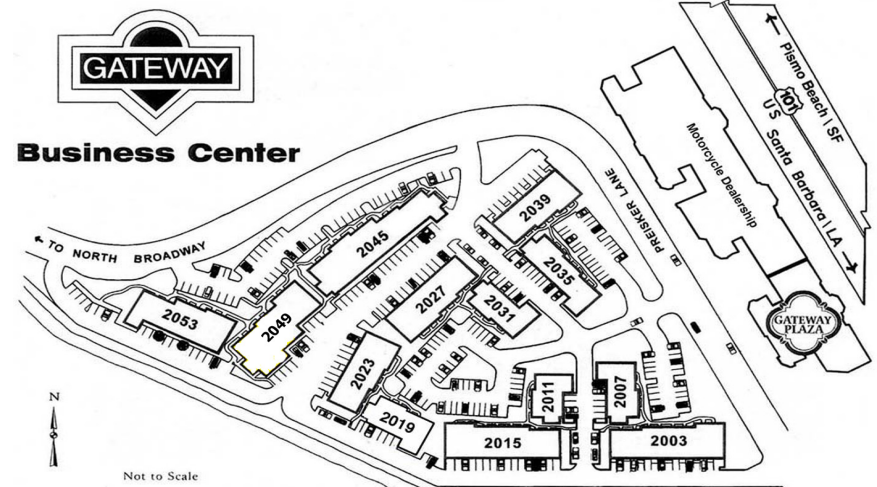 GATEWAY
Business Center
Pismo Beach | SF
101
US
Santa Barbara | LA
Motorcycle Dealership
PREISKER LANE
TO NORTH BROADWAY
2039
2045
2035
2027
2031
2053
2049
2023
2019
2011
2007
2015
2003
GATEWAY
PLAZA
N
Not to Scale